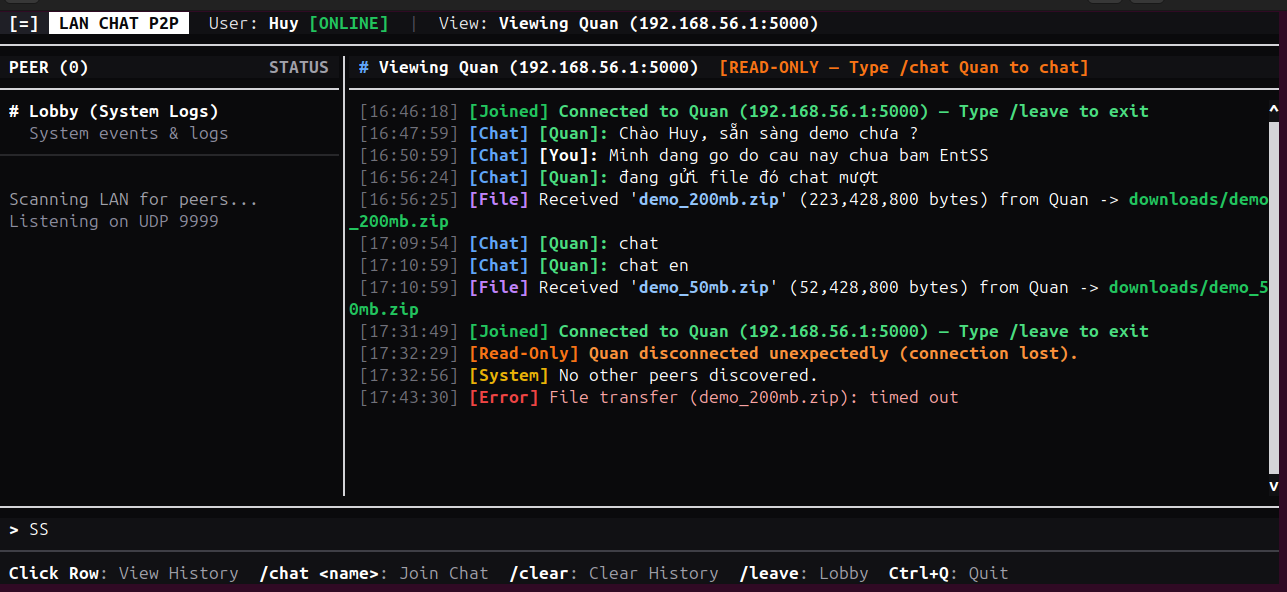 [=] LAN CHAT P2P User: Huy [ONLINE] | View: Viewing Quan (192.168.56.1:5000)
PEER (0) STATUS
# Lobby (System Logs)
System events & logs
Scanning LAN for peers...
Listening on UDP 9999
# Viewing Quan (192.168.56.1:5000) [READ-ONLY — Type /chat Quan to chat]
[16:46:18] [Joined] Connected to Quan (192.168.56.1:5000) — Type /leave to exit
[16:47:59] [Chat] [Quan]: Chào Huy, sẵn sàng demo chưa ?
[16:50:59] [Chat] [You]: Minh dang go do cau nay chua bam EntSS
[16:56:24] [Chat] [Quan]: đang gửi file đó chat mượt
[16:56:25] [File] Received 'demo_200mb.zip' (223,428,800 bytes) from Quan -> downloads/demo
_200mb.zip
[17:09:54] [Chat] [Quan]: chat
[17:10:59] [Chat] [Quan]: chat en
[17:10:59] [File] Received 'demo_50mb.zip' (52,428,800 bytes) from Quan -> downloads/demo_5
0mb.zip
[17:31:49] [Joined] Connected to Quan (192.168.56.1:5000) — Type /leave to exit
[17:32:29] [Read-Only] Quan disconnected unexpectedly (connection lost).
[17:32:56] [System] No other peers discovered.
[17:43:30] [Error] File transfer (demo_200mb.zip): timed out
> SS
Click Row: View History /chat <name>: Join Chat /clear: Clear History /leave: Lobby Ctrl+Q: Quit